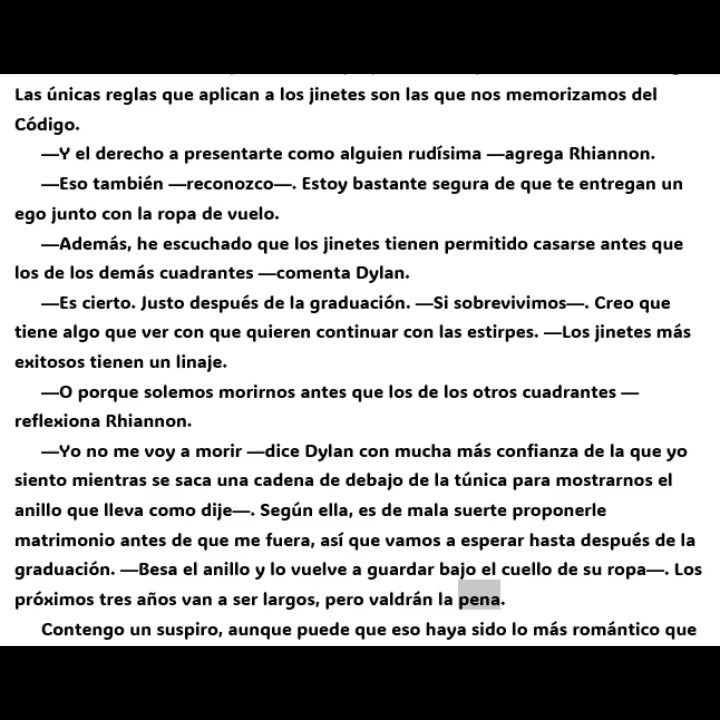 Las únicas reglas que aplican a los jinetes son las que nos memorizamos del
Código.
—Y el derecho a presentarte como alguien rudísima —agrega Rhiannon.
—Eso también —reconozco—. Estoy bastante segura de que te entregan un
ego junto con la ropa de vuelo.
—Además, he escuchado que los jinetes tienen permitido casarse antes que
los de los demás cuadrantes —comenta Dylan.
—Es cierto. Justo después de la graduación. —Si sobrevivimos—. Creo que
tiene algo que ver con que quieren continuar con las estirpes. —Los jinetes más
exitosos tienen un linaje.
—O porque solemos morirnos antes que los de los otros cuadrantes —
reflexiona Rhiannon.
—Yo no me voy a morir —dice Dylan con mucha más confianza de la que yo
siento mientras se saca una cadena de debajo de la túnica para mostrarnos el
anillo que lleva como dije—. Según ella, es de mala suerte proponerle
matrimonio antes de que me fuera, así que vamos a esperar hasta después de la
graduación. —Besa el anillo y lo vuelve a guardar bajo el cuello de su ropa—. Los
próximos tres años van a ser largos, pero valdrán la pena.
Contengo un suspiro, aunque puede que eso haya sido lo más romántico que